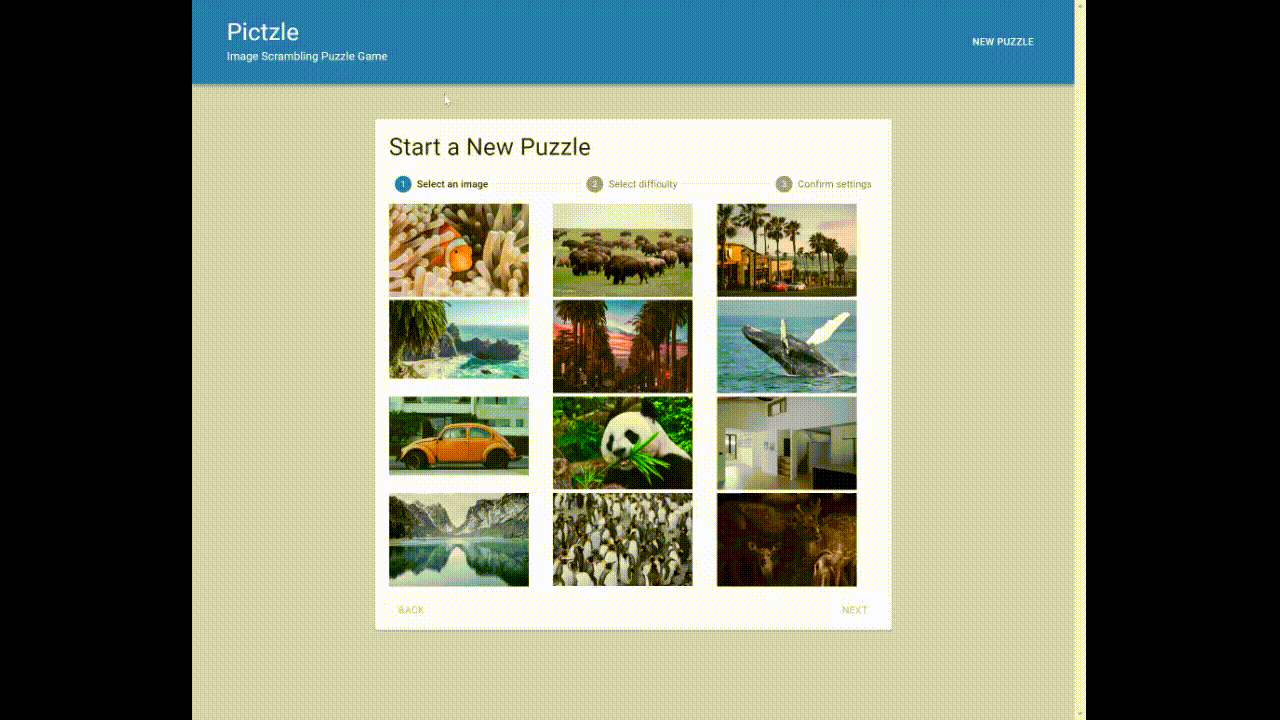 Pictzle
Image Scrambling Puzzle Game
NEW PUZZLE
Start a New Puzzle
1 Select an image
2 Select difficulty
3 Confirm settings
BACK
NEXT